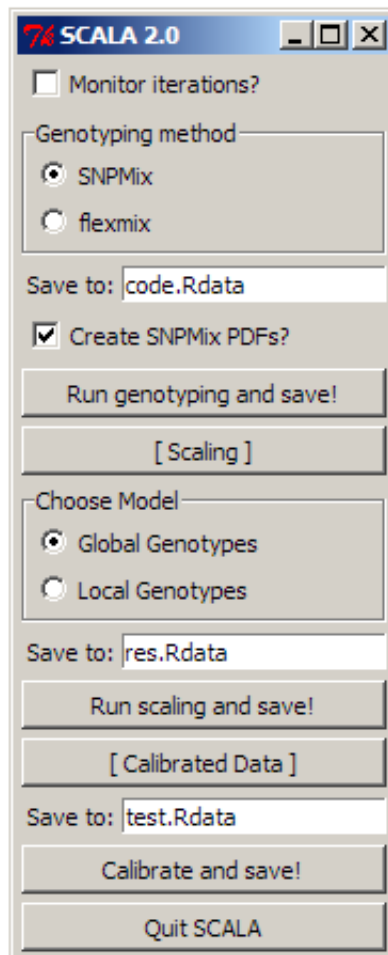 SCALA 2.0
Monitor iterations?
Genotyping method
SNPMix
flexmix
Save to: code.Rdata
Create SNPMix PDFs?
Run genotyping and save!
[ Scaling ]
Choose Model
Global Genotypes
Local Genotypes
Save to: res.Rdata
Run scaling and save!
[ Calibrated Data ]
Save to: test.Rdata
Calibrate and save!
Quit SCALA